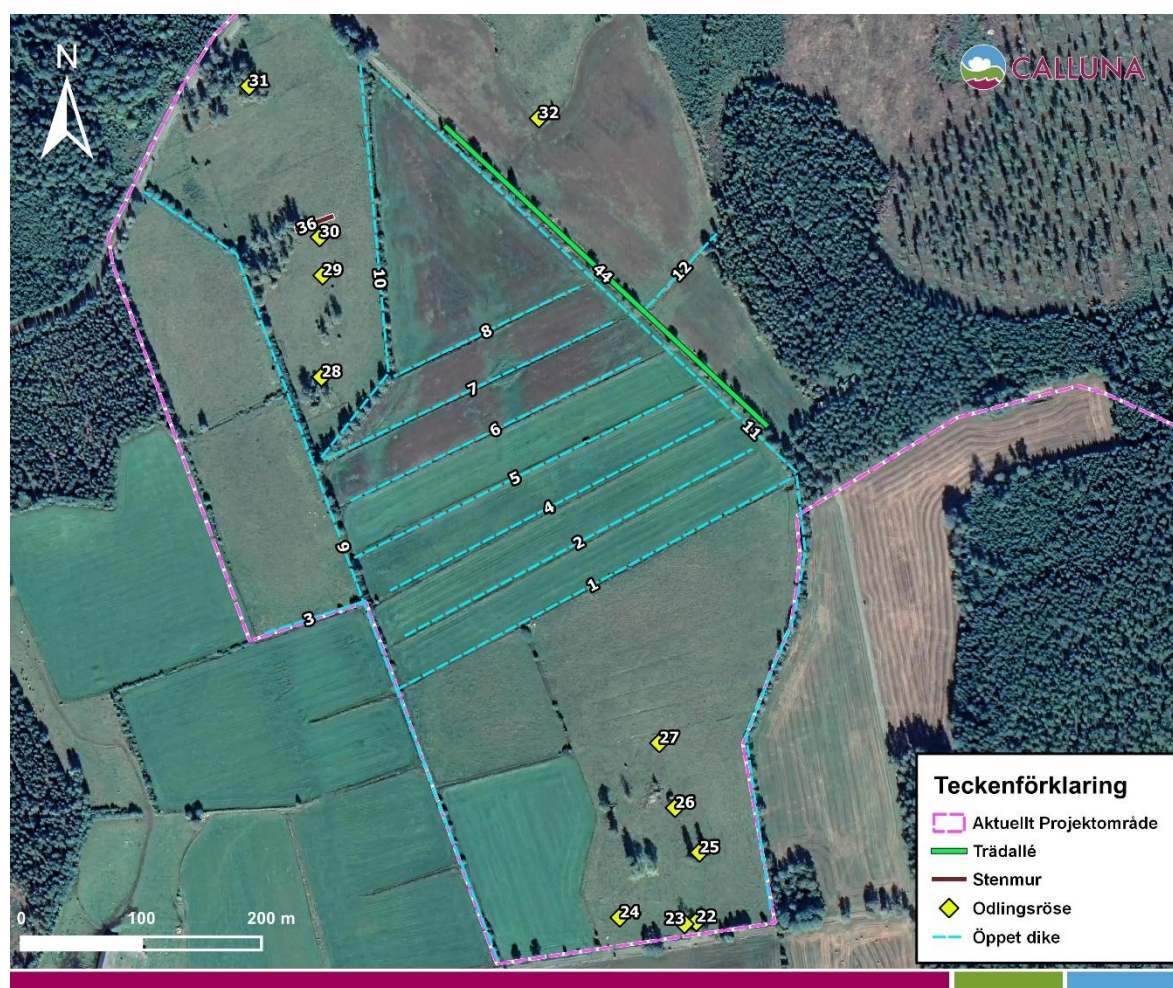 N
CALLUNA
31
32
36
30
29
10
44
12
8
28
7
6
11
5
4
9
2
1
3
27
26
25
24
23
22
0 100 200 m
Teckenförklaring
Aktuellt Projektområde
Trädallé
Stenmur
Odlingsröse
Öppet dike